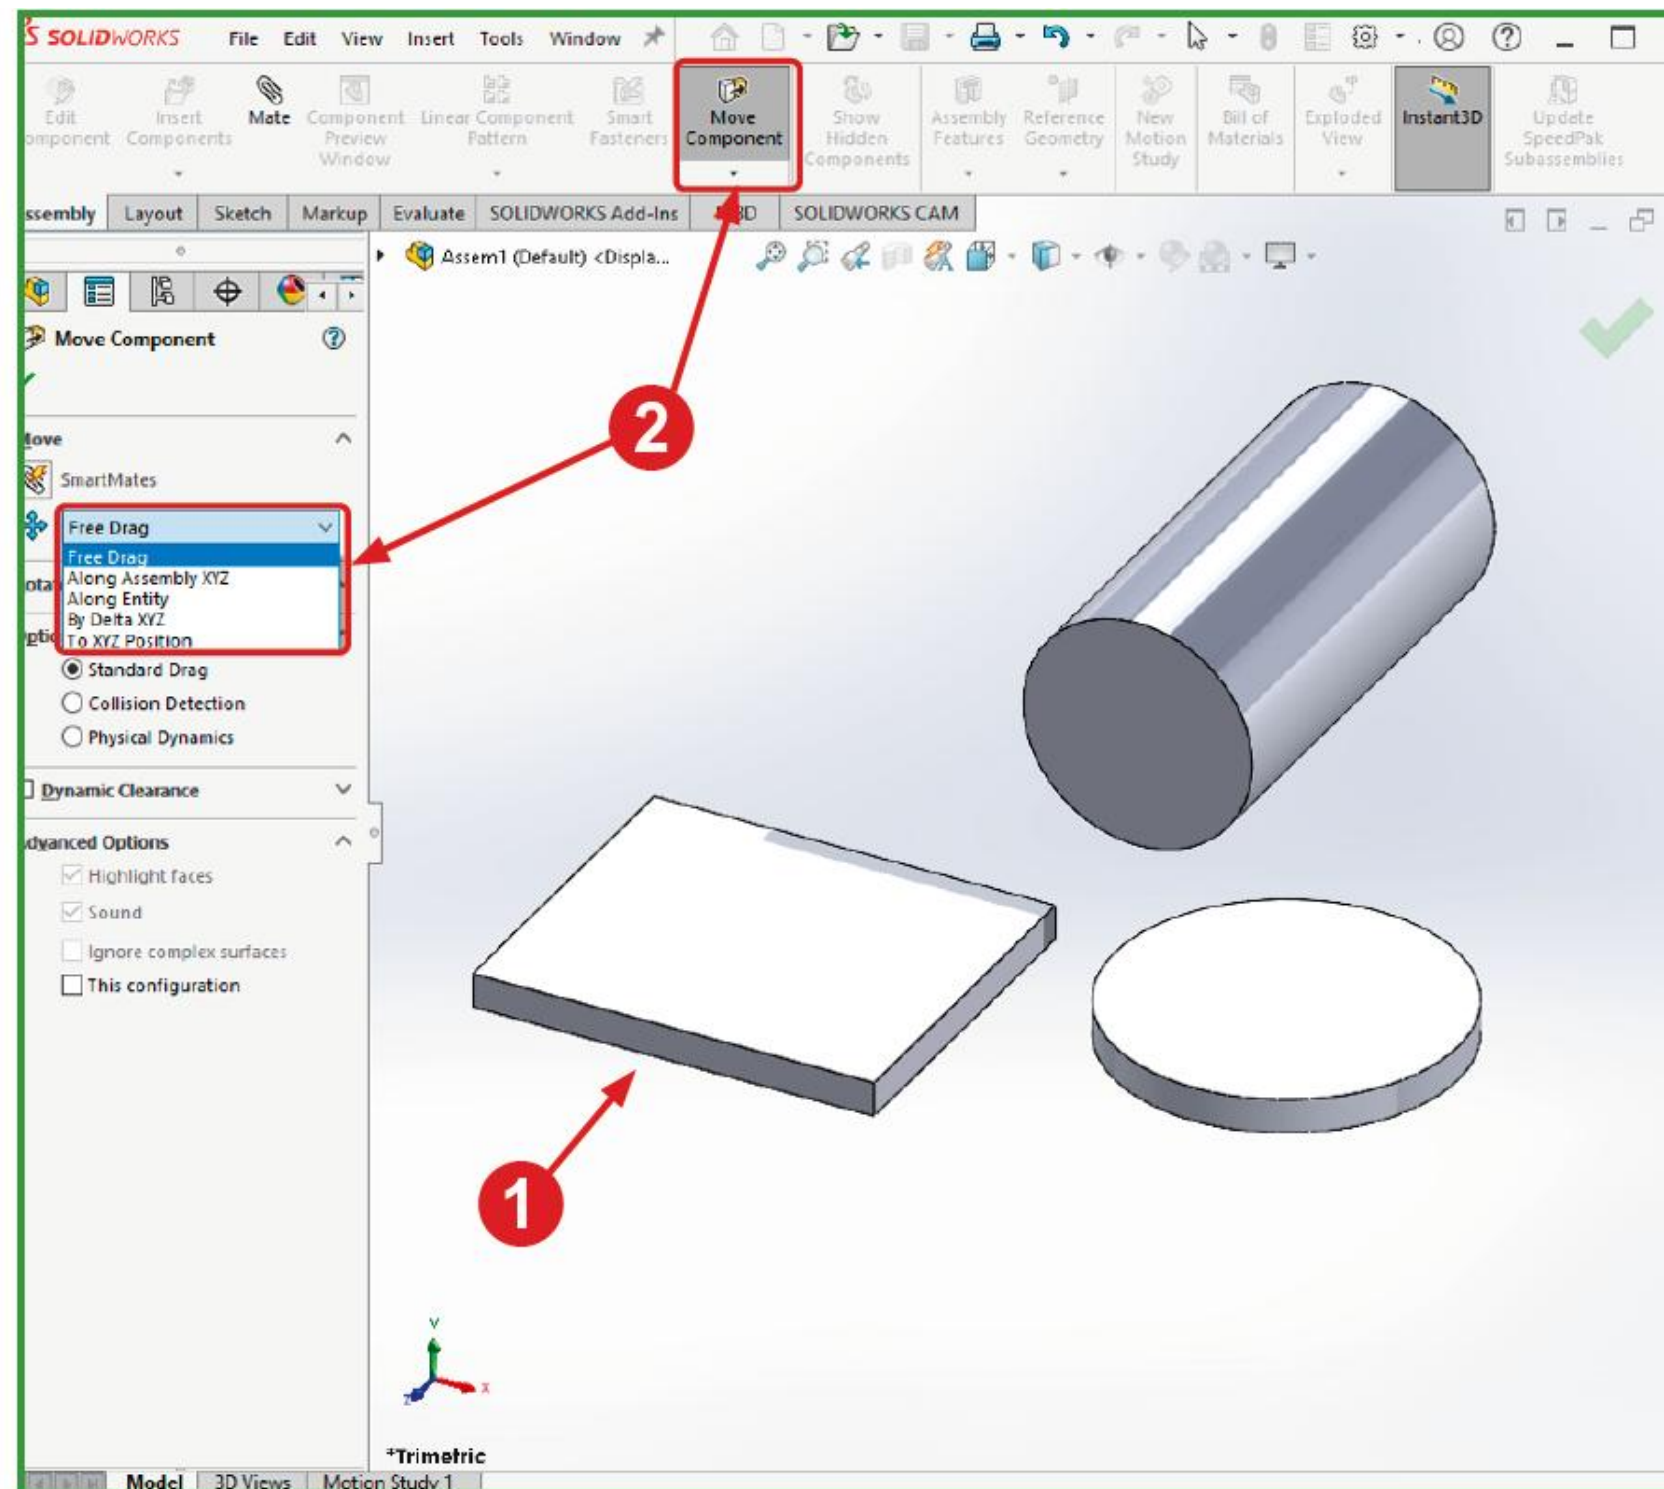 S SOLIDWORKS File Edit View Insert Tools Window
Edit Insert Mate Component Linear Component Smart Move Show Assembly Reference New Bill of Exploded Instant3D Update
omponent Components Preview Pattern Fasteners Component Hidden Features Geometry Motion Materials View SpeedPak
Window Components Study Subassemblies
ssembly Layout Sketch Markup Evaluate SOLIDWORKS Add-Ins SOLIDWORKS CAM
Assem1 (Default) <Displa...
Move Component
2
SmartMates
Free Drag
Free Drag
Along Assembly XYZ
Along Entity
By Delta XYZ
To XYZ Position
Standard Drag
Collision Detection
Physical Dynamics
Dynamic Clearance
dvanced Options
Highlight faces
Sound
Ignore complex surfaces
This configuration
1
Y
X
Z
*Trimetric
Model 3D Views Motion Study 1